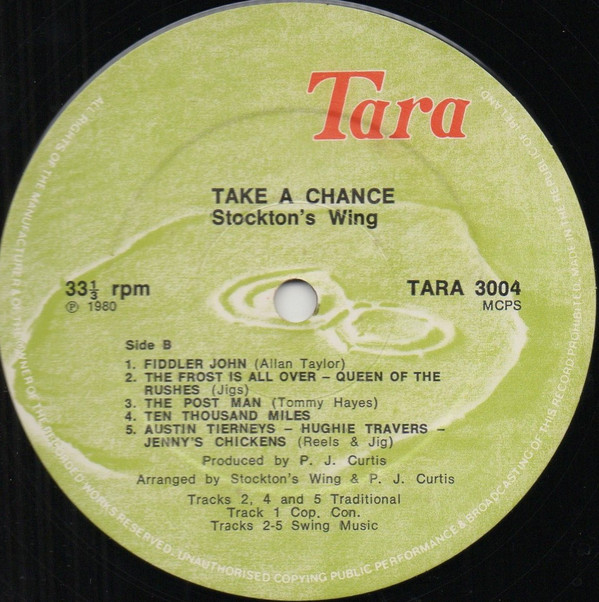 Tara
TAKE A CHANCE
Stockton's Wing
33⅓ rpm
℗ 1980
TARA 3004
MCPS
Side B
1. FIDDLER JOHN (Allan Taylor)
2. THE FROST IS ALL OVER – QUEEN OF THE
RUSHES (Jigs)
3. THE POST MAN (Tommy Hayes)
4. TEN THOUSAND MILES
5. AUSTIN TIERNEYS – HUGHIE TRAVERS –
JENNY'S CHICKENS (Reels & Jig)
Produced by P. J. Curtis
Arranged by Stockton's Wing & P. J. Curtis
Tracks 2, 4 and 5 Traditional
Track 1 Cop. Con.
Tracks 2-5 Swing Music
ALL RIGHTS OF THE MANUFACTURER & OF THE OWNER OF THE RECORDED WORKS RESERVED. UNAUTHORISED COPYING PUBLIC PERFORMANCE & BROADCASTING OF THIS RECORD PROHIBITED. MADE IN THE REPUBLIC OF IRELAND.